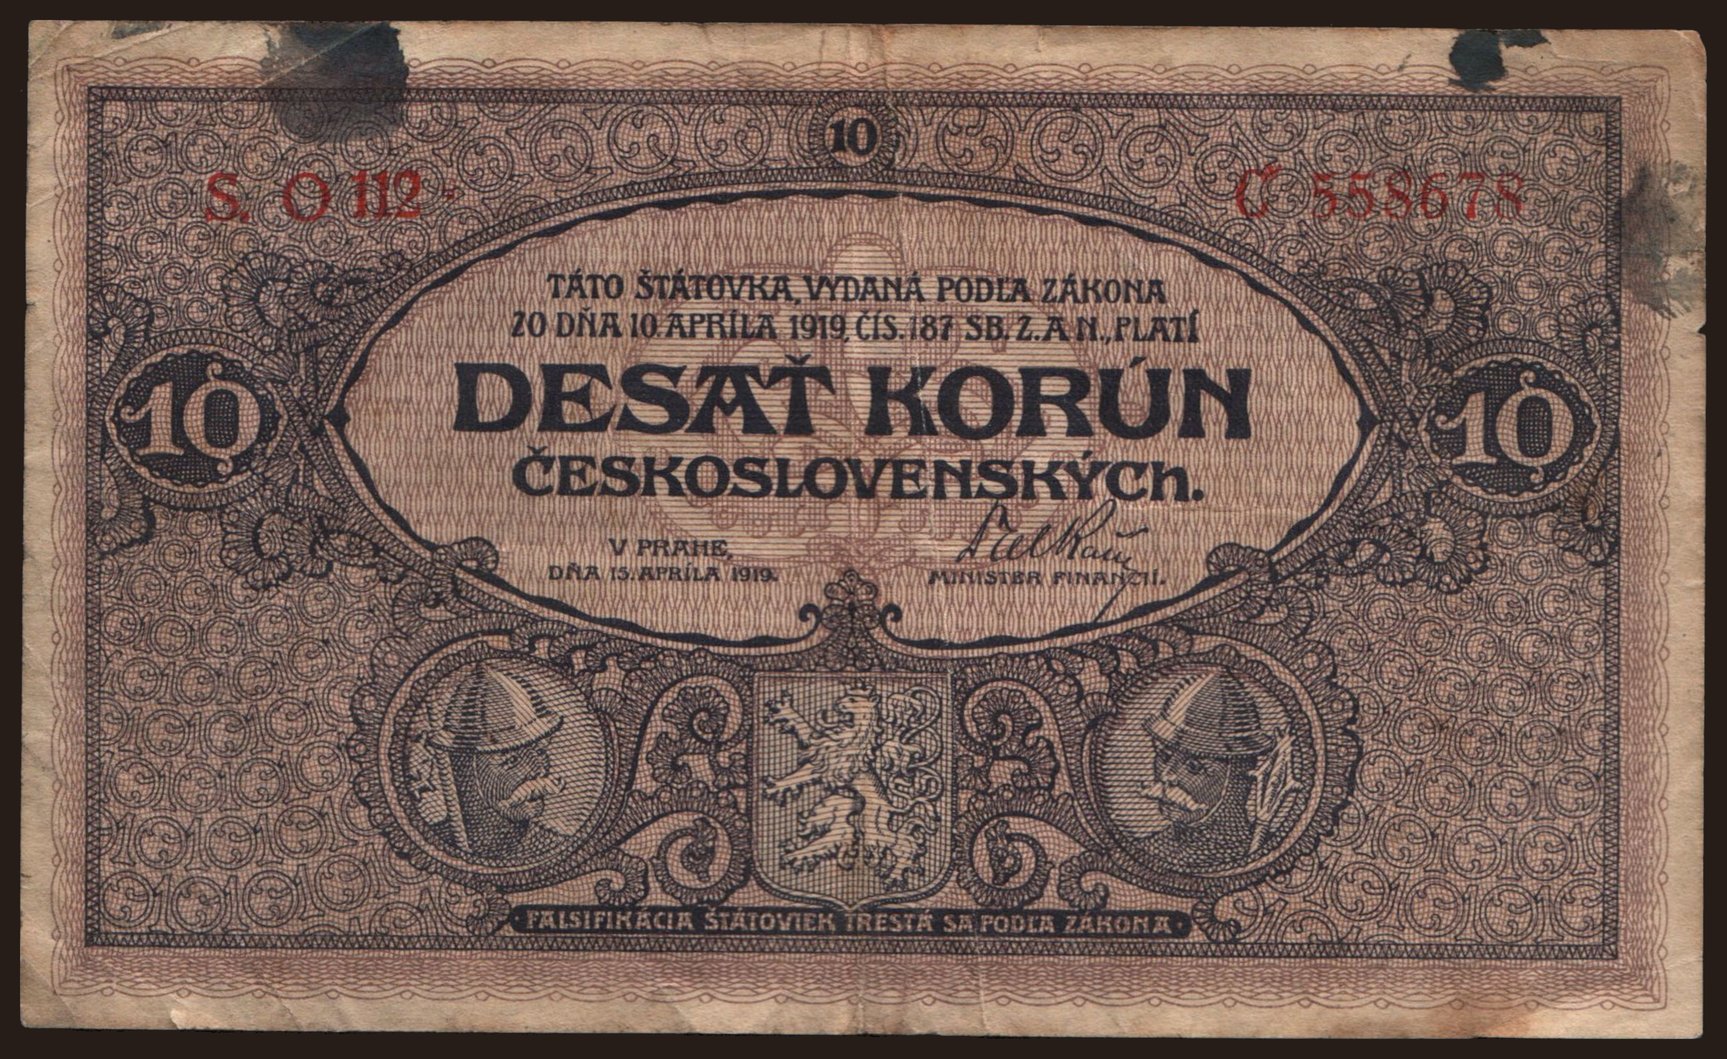 10
S. O 112
Č 558678
TÁTO ŠTÁTOVKA, VYDANÁ PODĽA ZÁKONA
ZO DŇA 10. APRÍLA 1919, ČÍS. 187 SB. Z. A N., PLATÍ
10
DESAŤ KORÚN
10
ČESKOSLOVENSKÝCH.
V PRAHE,
DŇA 15. APRÍLA 1919.
MINISTER FINANCIÍ.
FALSIFIKÁCIA ŠTÁTOVIEK TRESTÁ SA PODĽA ZÁKONA